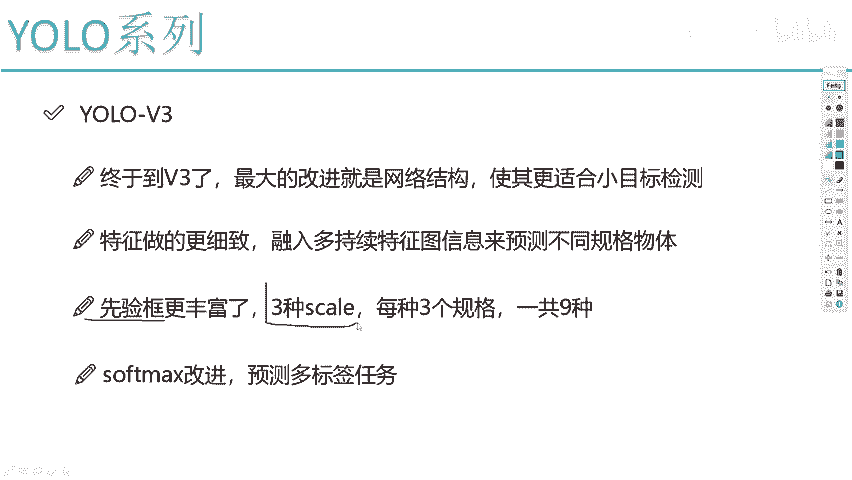 YOLO系列
YOLO-V3
终于到V3了，最大的改进就是网络结构，使其更适合小目标检测
特征做的更细致，融入多持续特征图信息来预测不同规格物体
先验框更丰富了，3种scale，每种3个规格，一共9种
softmax改进，预测多标签任务